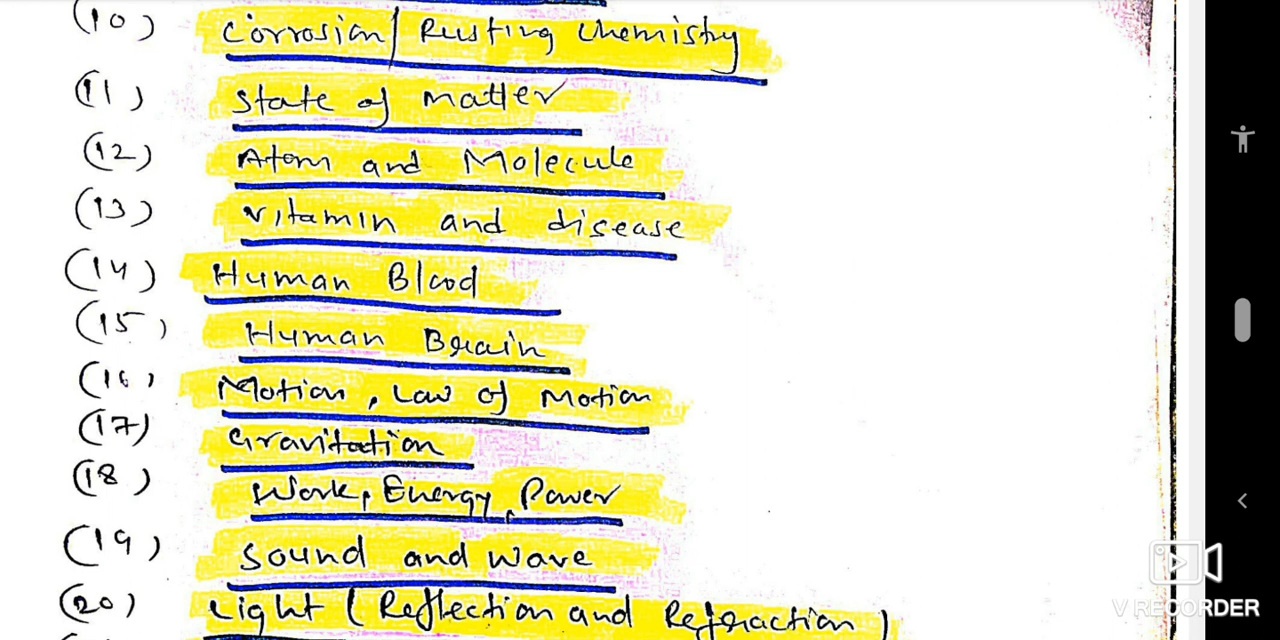 (10) Corrosion/ Rusting Chemistry
(11) State of matter
(12) Atom and Molecule
(13) vitamin and disease
(14) Human Blood
(15) Human Brain
(16) Motion, Law of Motion
(17) Gravitation
(18) Work, Energy, Power
(19) Sound and wave
(20) Light (Reflection and Refraction)
V RECORDER